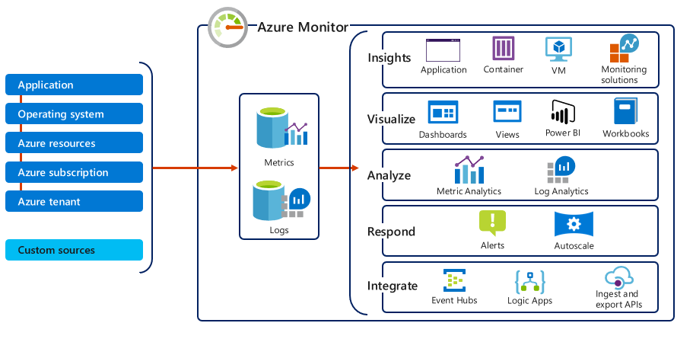 Azure Monitor
Application
Operating system
Azure resources
Azure subscription
Azure tenant
Custom sources
Metrics
Logs
Insights
Application
Container
VM
Monitoring
solutions
Visualize
Dashboards
Views
Power BI
Workbooks
Analyze
Metric Analytics
Log Analytics
Respond
Alerts
Autoscale
Integrate
Event Hubs
Logic Apps
Ingest and
export APIs